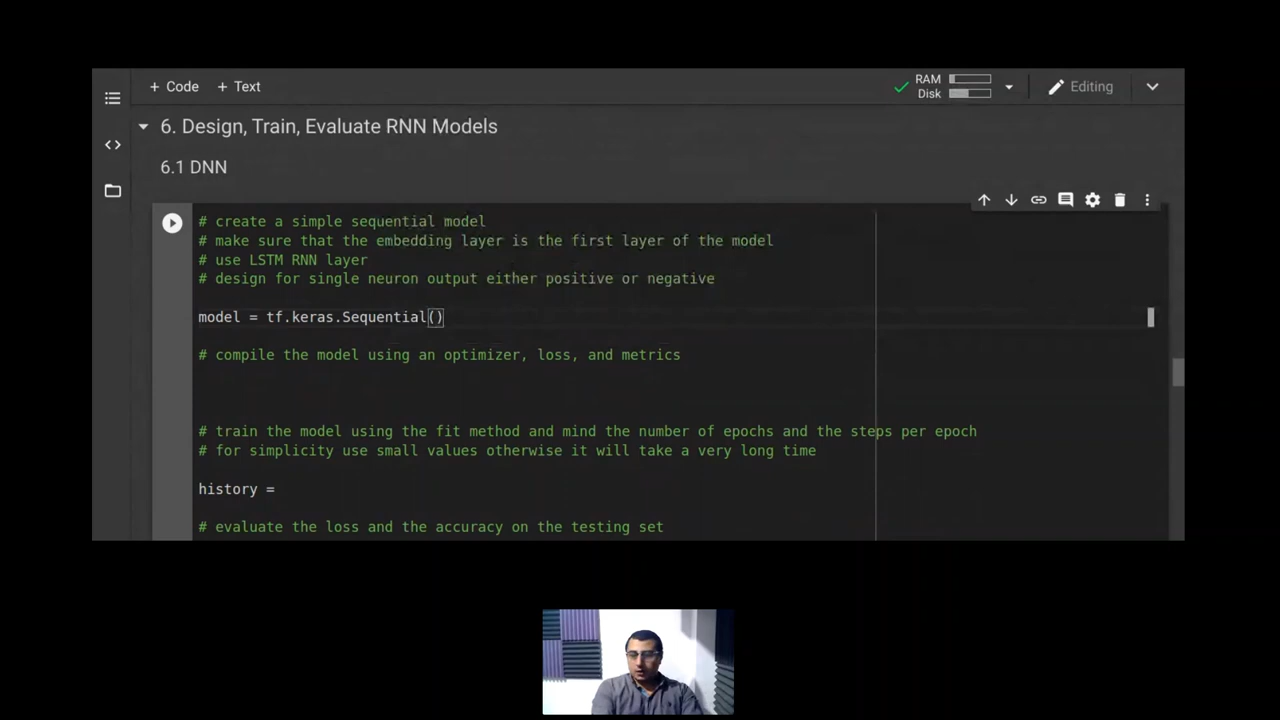 + Code + Text
RAM
Disk
Editing
6. Design, Train, Evaluate RNN Models
6.1 DNN
# create a simple sequential model
# make sure that the embedding layer is the first layer of the model
# use LSTM RNN layer
# design for single neuron output either positive or negative
model = tf.keras.Sequential()
# compile the model using an optimizer, loss, and metrics
# train the model using the fit method and mind the number of epochs and the steps per epoch
# for simplicity use small values otherwise it will take a very long time
history =
# evaluate the loss and the accuracy on the testing set